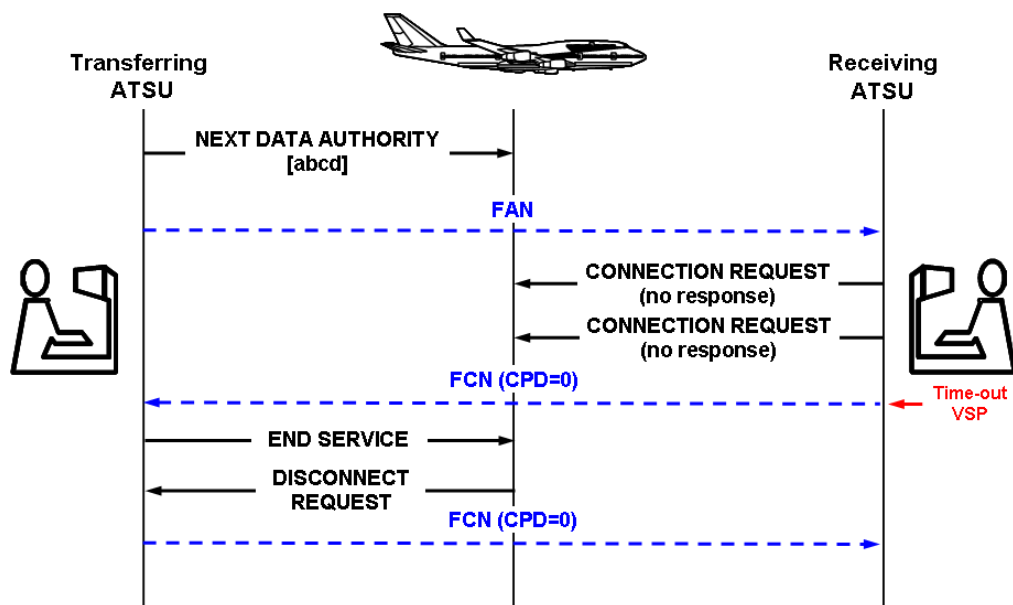 Transferring
ATSU
Receiving
ATSU
NEXT DATA AUTHORITY
[abcd]
FAN
CONNECTION REQUEST
(no response)
CONNECTION REQUEST
(no response)
FCN (CPD=0)
Time-out
VSP
END SERVICE
DISCONNECT
REQUEST
FCN (CPD=0)